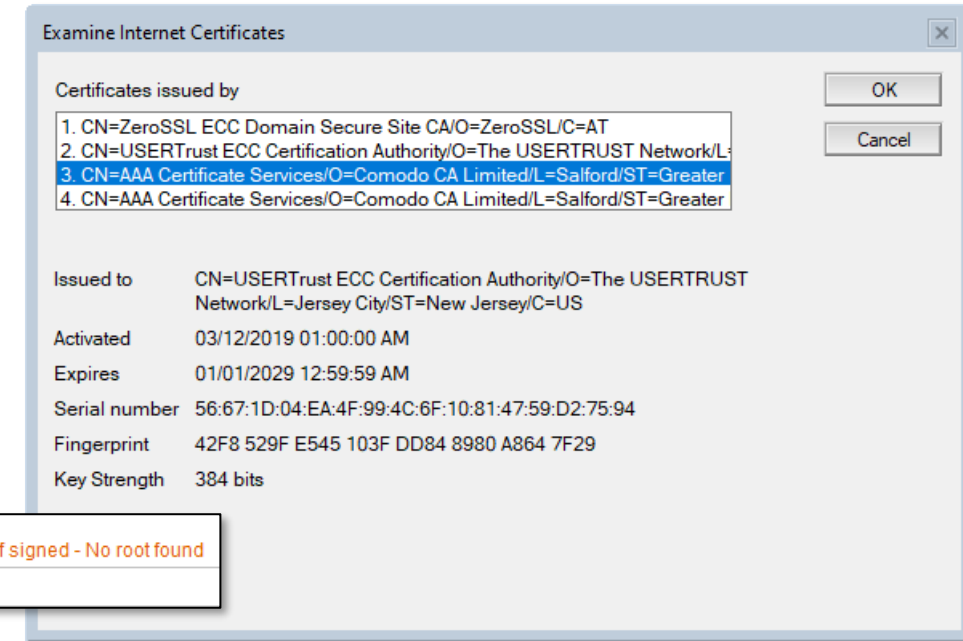 Examine Internet Certificates
Certificates issued by
OK
Cancel
1. CN=ZeroSSL ECC Domain Secure Site CA/O=ZeroSSL/C=AT
2. CN=USERTrust ECC Certification Authority/O=The USERTRUST Network/L=
3. CN=AAA Certificate Services/O=Comodo CA Limited/L=Salford/ST=Greater
4. CN=AAA Certificate Services/O=Comodo CA Limited/L=Salford/ST=Greater
Issued to CN=USERTrust ECC Certification Authority/O=The USERTRUST
Network/L=Jersey City/ST=New Jersey/C=US
Activated 03/12/2019 01:00:00 AM
Expires 01/01/2029 12:59:59 AM
Serial number 56:67:1D:04:EA:4F:99:4C:6F:10:81:47:59:D2:75:94
Fingerprint 42F8 529F E545 103F DD84 8980 A864 7F29
Key Strength 384 bits
f signed - No root found